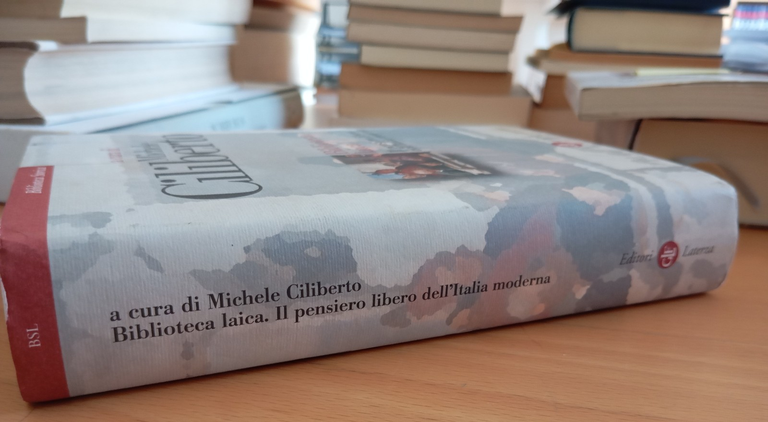 a cura di Michele Ciliberto
Biblioteca laica. Il pensiero libero dell'Italia moderna
Editori Laterza
BSL
Ciliberto